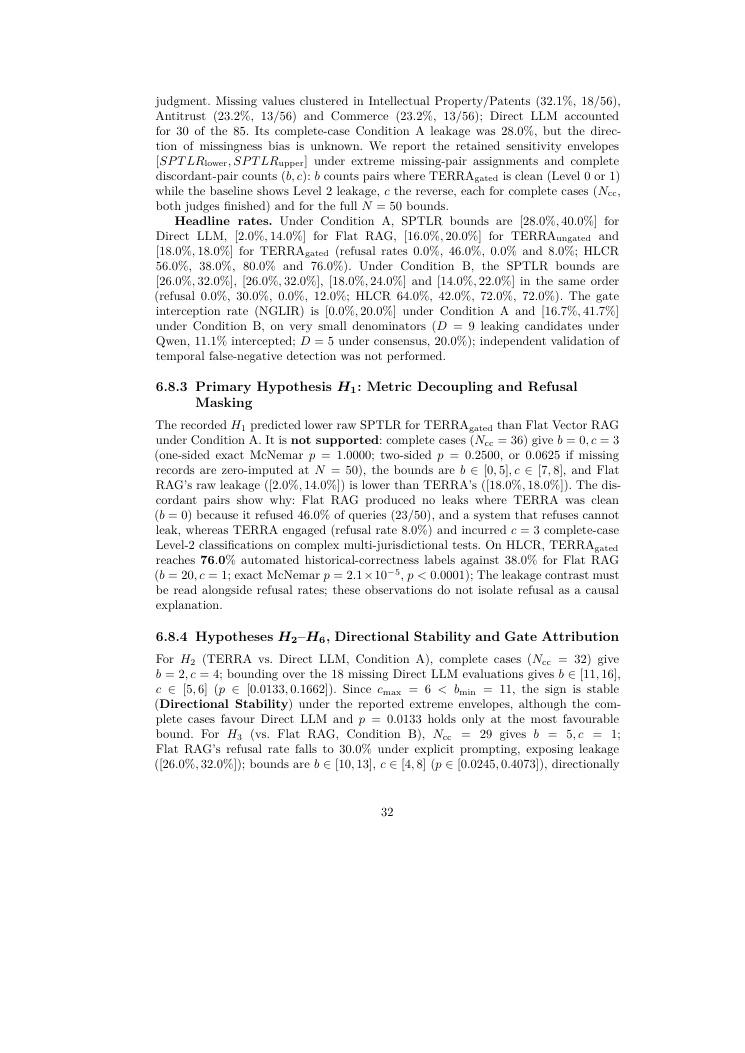 judgment. Missing values clustered in Intellectual Property/Patents (32.1%, 18/56),
Antitrust (23.2%, 13/56) and Commerce (23.2%, 13/56); Direct LLM accounted
for 30 of the 85. Its complete-case Condition A leakage was 28.0%, but the direc-
tion of missingness bias is unknown. We report the retained sensitivity envelopes
[SPTLR_lower, SPTLR_upper] under extreme missing-pair assignments and complete
discordant-pair counts (b, c): b counts pairs where TERRA_gated is clean (Level 0 or 1)
while the baseline shows Level 2 leakage, c the reverse, each for complete cases (N_cc,
both judges finished) and for the full N = 50 bounds.
Headline rates. Under Condition A, SPTLR bounds are [28.0%, 40.0%] for
Direct LLM, [2.0%, 14.0%] for Flat RAG, [16.0%, 20.0%] for TERRA_ungated and
[18.0%, 18.0%] for TERRA_gated (refusal rates 0.0%, 46.0%, 0.0% and 8.0%; HLCR
56.0%, 38.0%, 80.0% and 76.0%). Under Condition B, the SPTLR bounds are
[26.0%, 32.0%], [26.0%, 32.0%], [18.0%, 24.0%] and [14.0%, 22.0%] in the same order
(refusal 0.0%, 30.0%, 0.0%, 12.0%; HLCR 64.0%, 42.0%, 72.0%, 72.0%). The gate
interception rate (NGLIR) is [0.0%, 20.0%] under Condition A and [16.7%, 41.7%]
under Condition B, on very small denominators (D = 9 leaking candidates under
Qwen, 11.1% intercepted; D = 5 under consensus, 20.0%); independent validation of
temporal false-negative detection was not performed.
6.8.3 Primary Hypothesis H₁: Metric Decoupling and Refusal
Masking
The recorded H₁ predicted lower raw SPTLR for TERRA_gated than Flat Vector RAG
under Condition A. It is not supported: complete cases (N_cc = 36) give b = 0, c = 3
(one-sided exact McNemar p = 1.0000; two-sided p = 0.2500, or 0.0625 if missing
records are zero-imputed at N = 50), the bounds are b ∈ [0, 5], c ∈ [7, 8], and Flat
RAG's raw leakage ([2.0%, 14.0%]) is lower than TERRA's ([18.0%, 18.0%]). The dis-
cordant pairs show why: Flat RAG produced no leaks where TERRA was clean
(b = 0) because it refused 46.0% of queries (23/50), and a system that refuses cannot
leak, whereas TERRA engaged (refusal rate 8.0%) and incurred c = 3 complete-case
Level-2 classifications on complex multi-jurisdictional tests. On HLCR, TERRA_gated
reaches 76.0% automated historical-correctness labels against 38.0% for Flat RAG
(b = 20, c = 1; exact McNemar p = 2.1×10⁻⁵, p < 0.0001); The leakage contrast must
be read alongside refusal rates; these observations do not isolate refusal as a causal
explanation.
6.8.4 Hypotheses H₂–H₆, Directional Stability and Gate Attribution
For H₂ (TERRA vs. Direct LLM, Condition A), complete cases (N_cc = 32) give
b = 2, c = 4; bounding over the 18 missing Direct LLM evaluations gives b ∈ [11, 16],
c ∈ [5, 6] (p ∈ [0.0133, 0.1662]). Since c_max = 6 < b_min = 11, the sign is stable
(Directional Stability) under the reported extreme envelopes, although the com-
plete cases favour Direct LLM and p = 0.0133 holds only at the most favourable
bound. For H₃ (vs. Flat RAG, Condition B), N_cc = 29 gives b = 5, c = 1;
Flat RAG's refusal rate falls to 30.0% under explicit prompting, exposing leakage
([26.0%, 32.0%]); bounds are b ∈ [10, 13], c ∈ [4, 8] (p ∈ [0.0245, 0.4073]), directionally
32